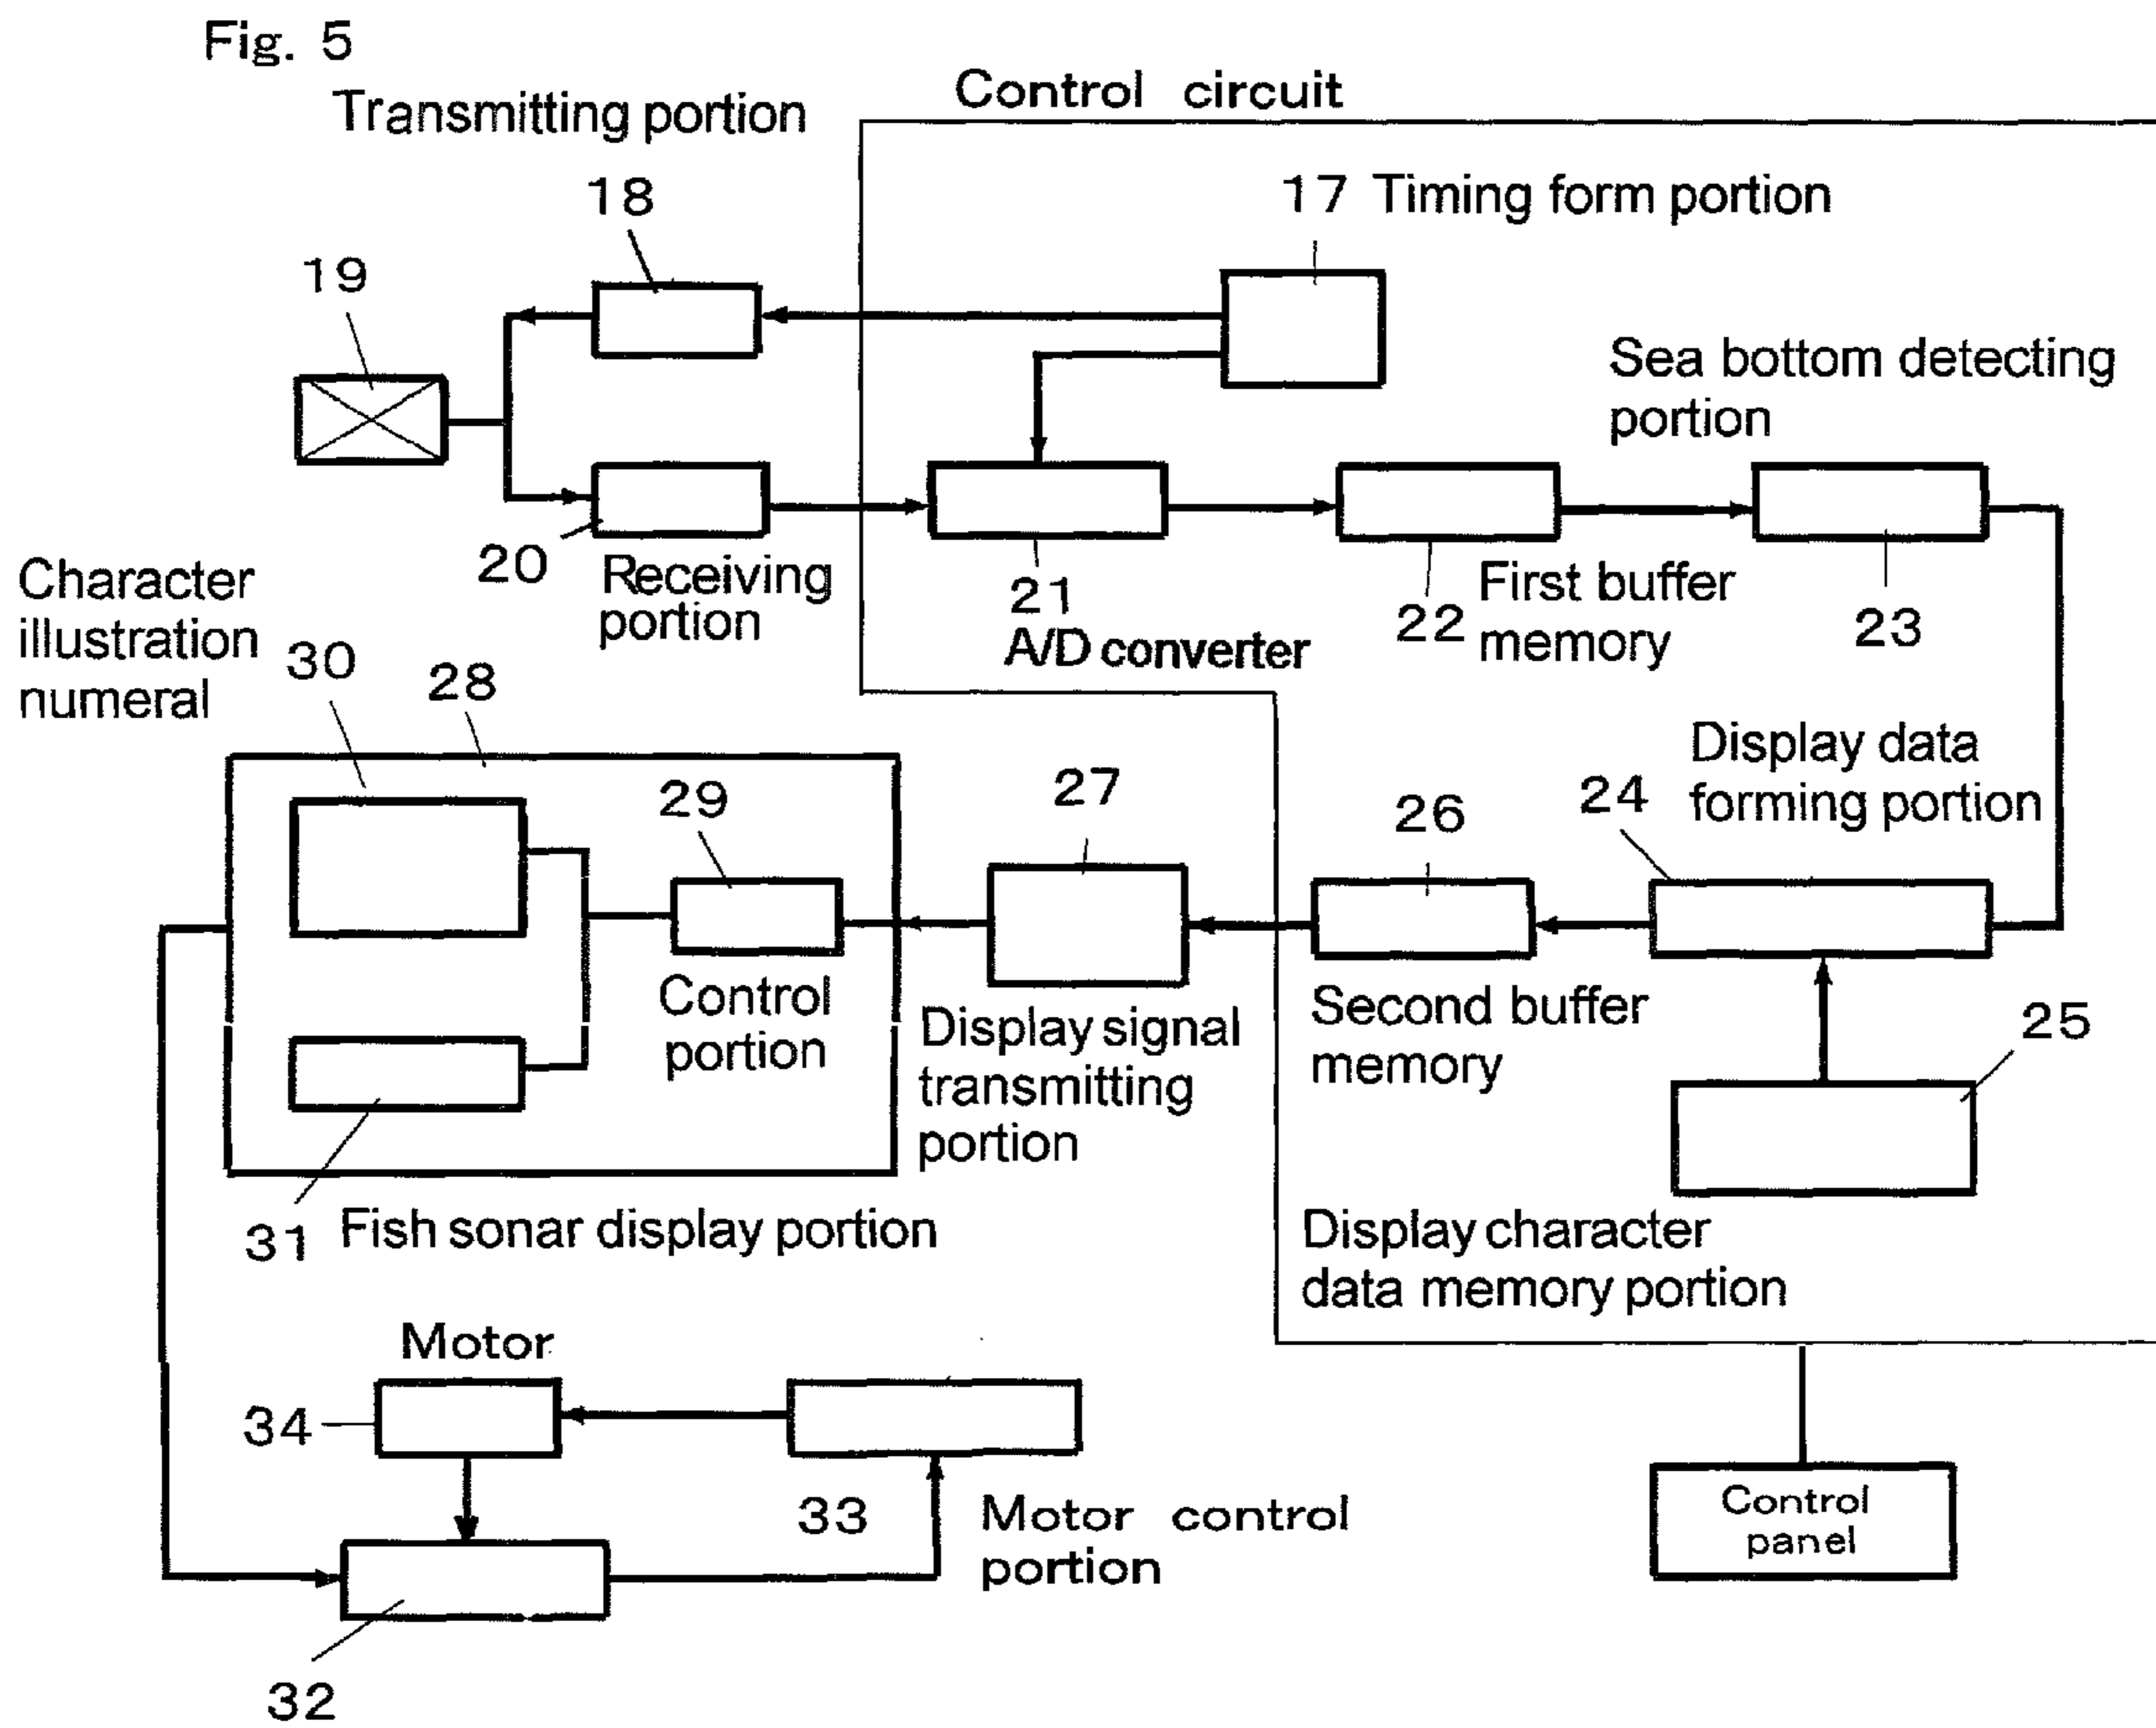 Fig. 5
Transmitting portion
Control circuit
18
17 Timing form portion
19
Sea bottom detecting
portion
20
Receiving
portion
21
A/D converter
22
First buffer
memory
23
Character
illustration
numeral
30
28
29
27
26
24
Display data
forming portion
Control
portion
Display signal
transmitting
portion
Second buffer
memory
25
31
Fish sonar display portion
Display character
data memory portion
Motor
34
33
Motor control
portion
Control
panel
32